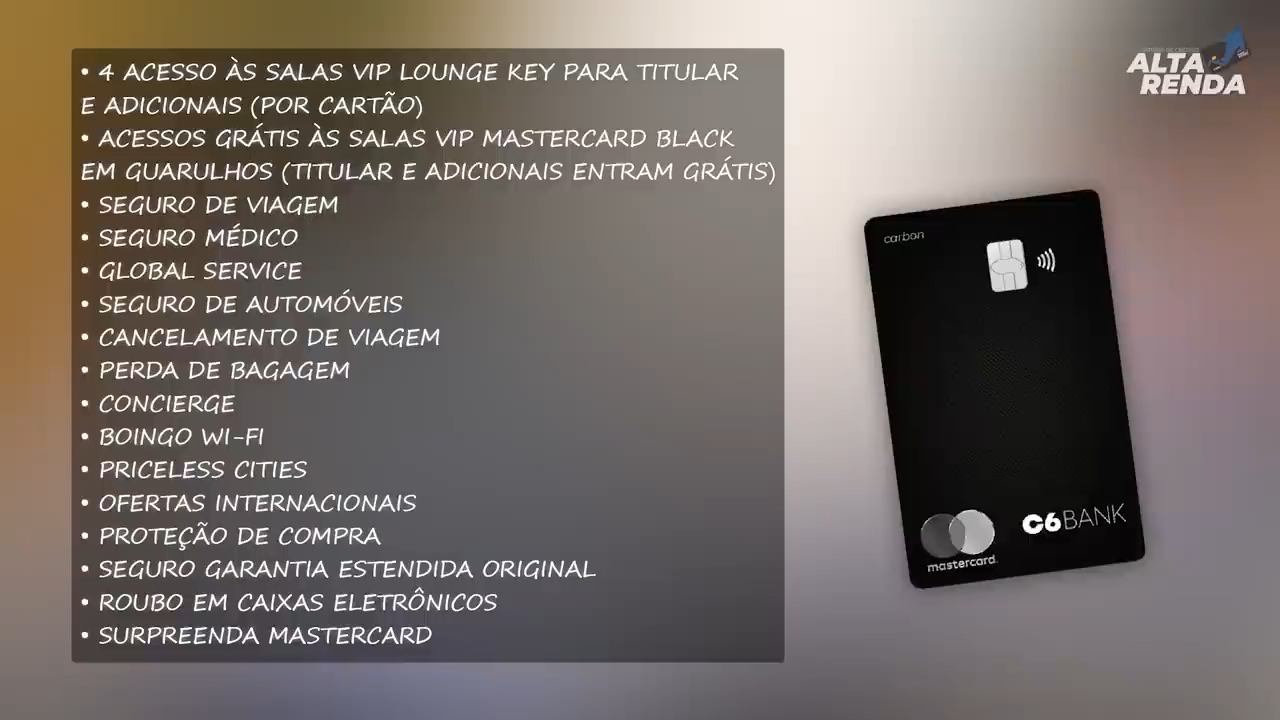 • 4 ACESSO ÀS SALAS VIP LOUNGE KEY PARA TITULAR
E ADICIONAIS (POR CARTÃO)
• ACESSOS GRÁTIS ÀS SALAS VIP MASTERCARD BLACK
EM GUARULHOS (TITULAR E ADICIONAIS ENTRAM GRÁTIS)
• SEGURO DE VIAGEM
• SEGURO MÉDICO
• GLOBAL SERVICE
• SEGURO DE AUTOMÓVEIS
• CANCELAMENTO DE VIAGEM
• PERDA DE BAGAGEM
• CONCIERGE
• BOINGO WI-FI
• PRICELESS CITIES
• OFERTAS INTERNACIONAIS
• PROTEÇÃO DE COMPRA
• SEGURO GARANTIA ESTENDIDA ORIGINAL
• ROUBO EM CAIXAS ELETRÔNICOS
• SURPREENDA MASTERCARD
ALTA
RENDA
carbon
C6BANK
mastercard.